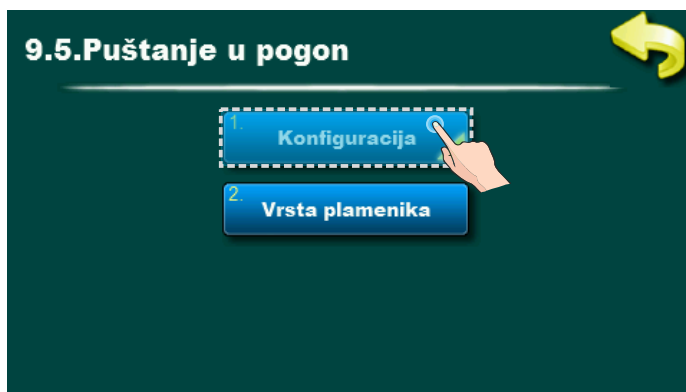 9.5.Puštanje u pogon
1.
Konfiguracija
2.
Vrsta plamenika